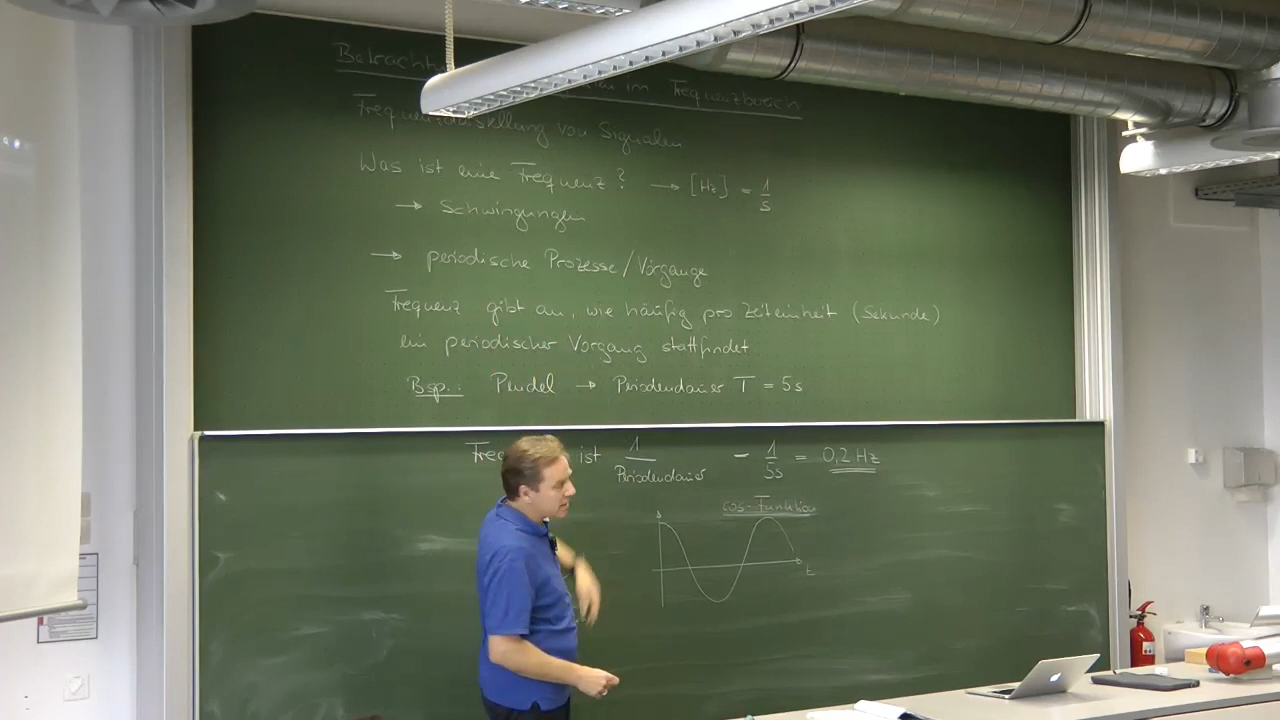 im Frequenzbereich
Frequenzdarstellung von Signalen
Was ist eine Frequenz? → [Hz] = 1/s
→ Schwingungen
→ periodische Prozesse/Vorgänge
Frequenz gibt an, wie häufig pro Zeiteinheit (Sekunde)
ein periodischer Vorgang stattfindet
Bsp.: Pendel → Periodendauer T = 5s
ist 1/Periodendauer - 1/5s = 0,2 Hz
cos-Funktion
t